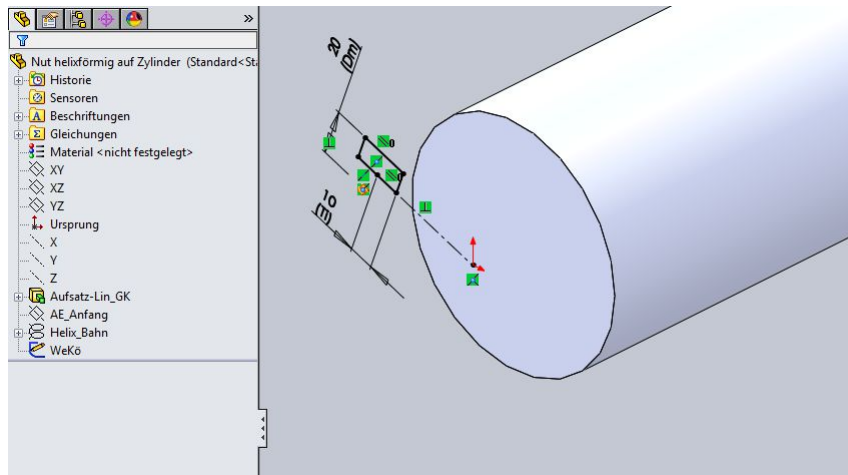 »
Nut helixförmig auf Zylinder (Standard<Sta
Historie
Sensoren
Beschriftungen
Gleichungen
Material <nicht festgelegt>
XY
XZ
YZ
Ursprung
X
Y
Z
Aufsatz-Lin_GK
AE_Anfang
Helix_Bahn
WeKö
20
(Dm)
10